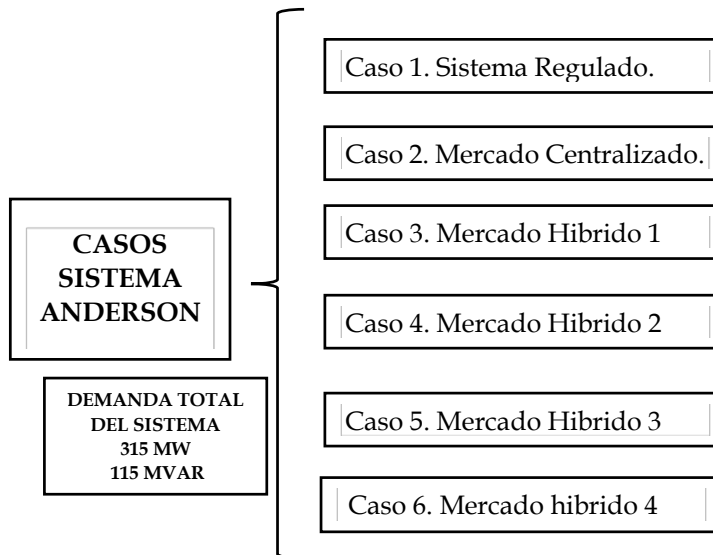 CASOS
SISTEMA
ANDERSON
DEMANDA TOTAL
DEL SISTEMA
315 MW
115 MVAR
Caso 1. Sistema Regulado.
Caso 2. Mercado Centralizado.
Caso 3. Mercado Hibrido 1
Caso 4. Mercado Hibrido 2
Caso 5. Mercado Hibrido 3
Caso 6. Mercado hibrido 4